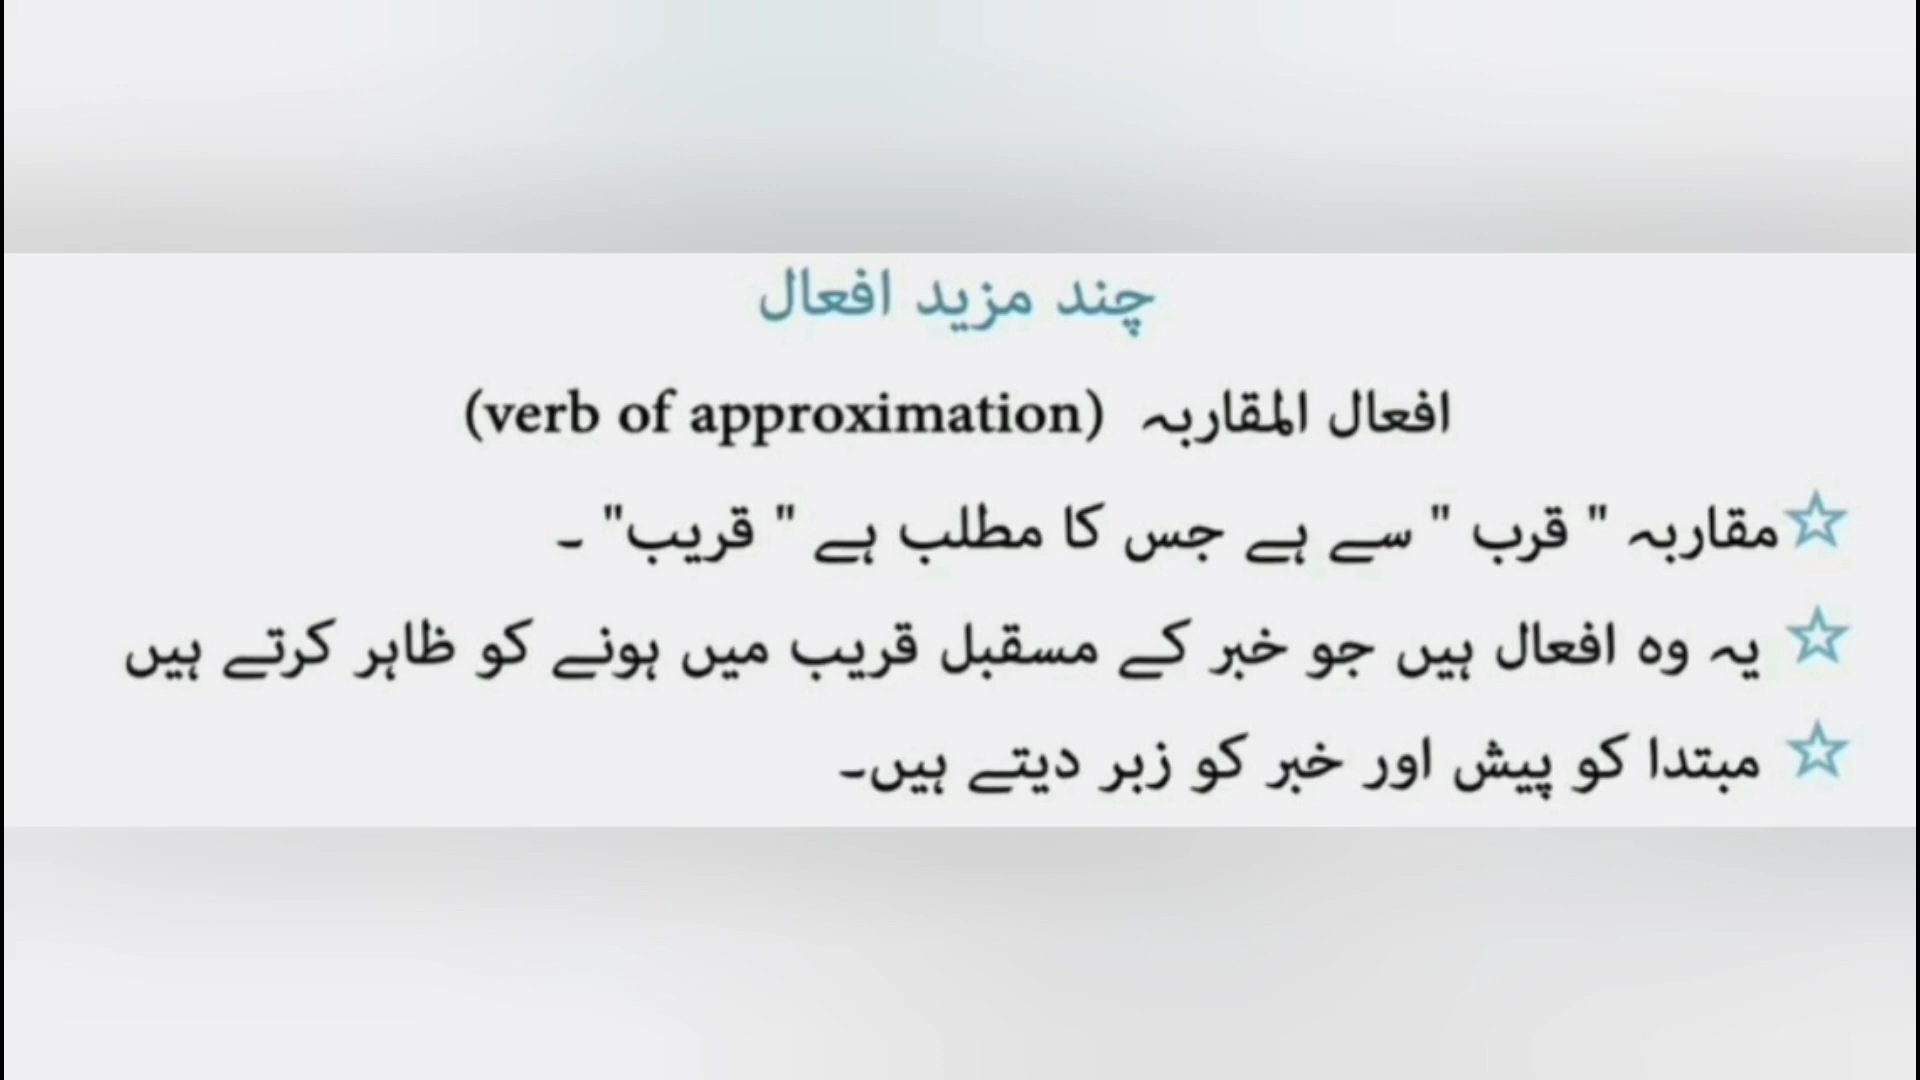 چند مزید افعال
افعال المقاربہ (verb of approximation)
☆مقاربہ " قرب " سے ہے جس کا مطلب ہے " قریب" ۔
☆ یہ وہ افعال ہیں جو خبر کے مسقبل قریب میں ہونے کو ظاہر کرتے ہیں
☆ مبتدا کو پیش اور خبر کو زبر دیتے ہیں۔